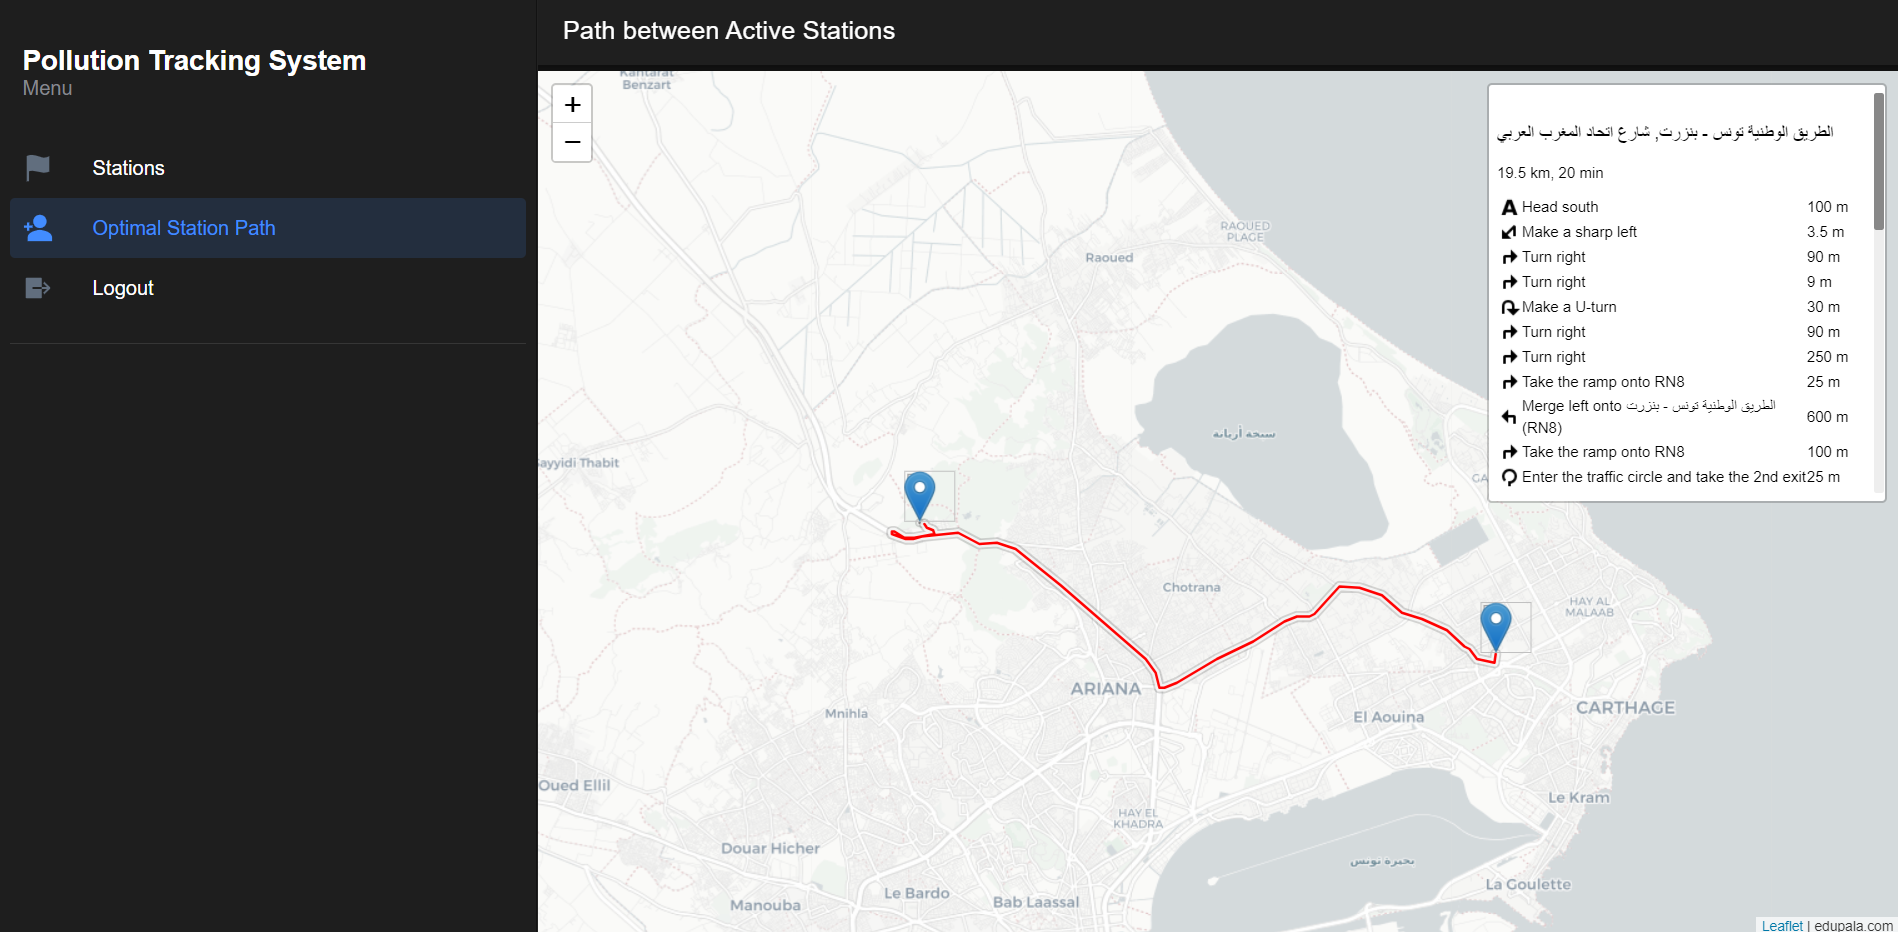 Pollution Tracking System
Menu
Stations
Optimal Station Path
Logout
Path between Active Stations
+
−
الطريق الوطنية تونس - بنزرت, شارع اتحاد المغرب العربي
19.5 km, 20 min
Head south 100 m
Make a sharp left 3.5 m
Turn right 90 m
Turn right 9 m
Make a U-turn 30 m
Turn right 90 m
Turn right 250 m
Take the ramp onto RN8 25 m
Merge left onto الطريق الوطنية تونس - بنزرت
(RN8) 600 m
Take the ramp onto RN8 100 m
Enter the traffic circle and take the 2nd exit 25 m
Kantarat
Benzart
RAOUED
PLAGE
Raoued
سبخة أريانة
Sayyidi Thabit
GA
Chotrana
HAY AL
MALAAB
ARIANA
Mnihla
El Aouina
CARTHAGE
Oued Ellil
Le Kram
HAY EL
KHADRA
Douar Hicher
بحيرة تونس
La Goulette
Le Bardo
Manouba
Bab Laassal
Leaflet | edupala.com